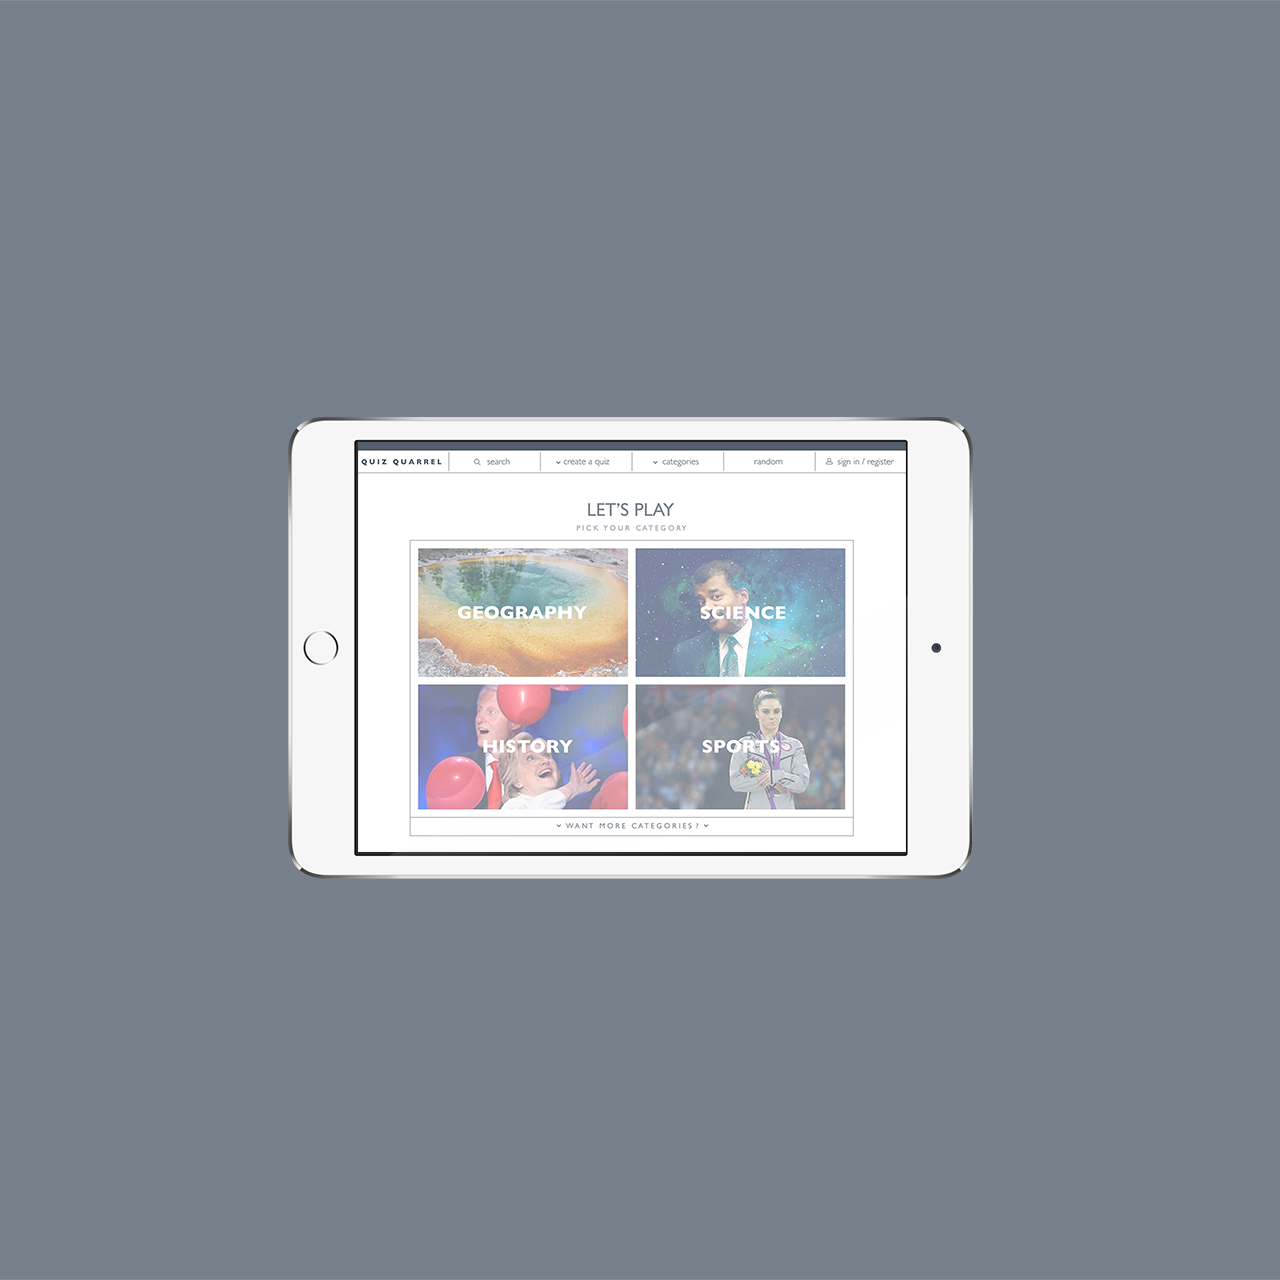 QUIZ QUARREL search create a quiz categories random sign in / register
LET'S PLAY
PICK YOUR CATEGORY
GEOGRAPHY SCIENCE
HISTORY SPORTS
WANT MORE CATEGORIES ?